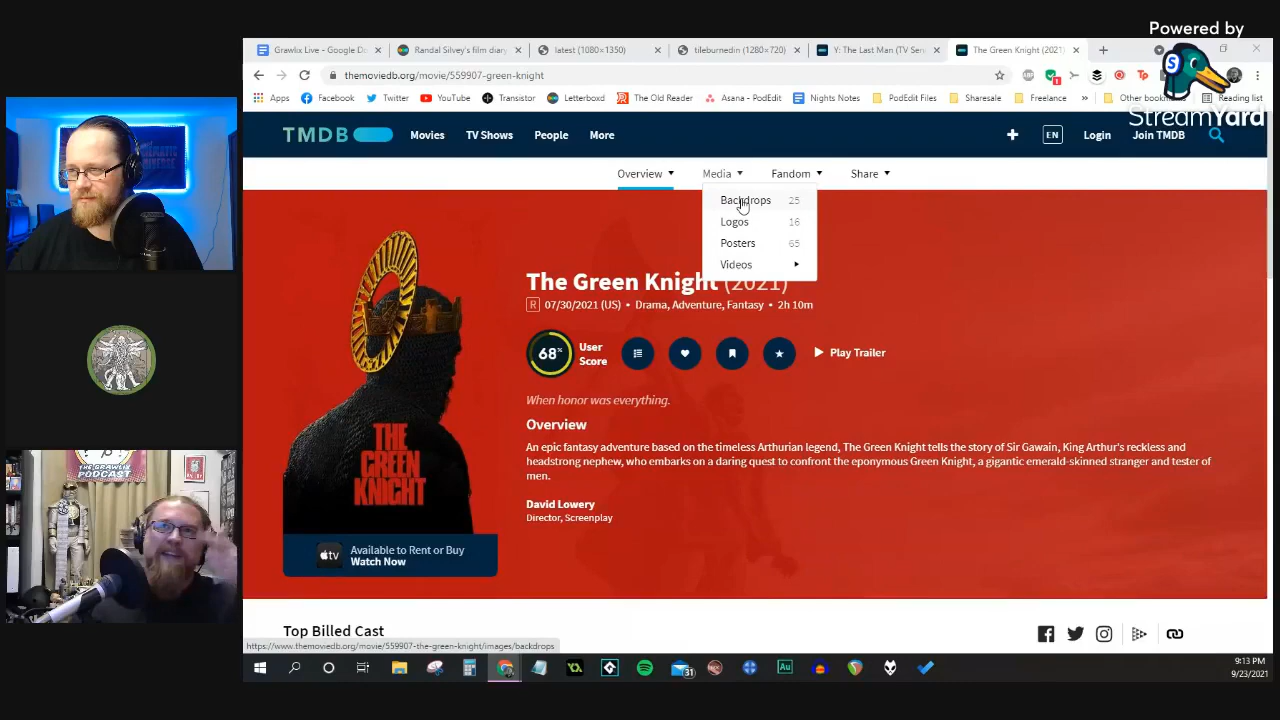 Powered by
StreamYard
Grawlix Live - Google Do
Randal Silvey's film diary
latest (1080×1350)
tileburnedin (1280×720)
Y: The Last Man (TV Seri
The Green Knight (2021)
themoviedb.org/movie/559907-green-knight
Apps
Facebook
Twitter
YouTube
Transistor
Letterboxd
The Old Reader
Asana - PodEdit
Nights Notes
PodEdit Files
Sharesale
Freelance
Other bookm
Reading list
TMDB
Movies
TV Shows
People
More
EN
Login
Join TMDB
Overview
Media
Fandom
Share
Backdrops 25
Logos 16
Posters 65
Videos
The Green Knight (2021)
R 07/30/2021 (US) • Drama, Adventure, Fantasy • 2h 10m
68%
User
Score
Play Trailer
When honor was everything.
Overview
An epic fantasy adventure based on the timeless Arthurian legend, The Green Knight tells the story of Sir Gawain, King Arthur's reckless and
headstrong nephew, who embarks on a daring quest to confront the eponymous Green Knight, a gigantic emerald-skinned stranger and tester of
men.
David Lowery
Director, Screenplay
THE
GREEN
KNIGHT
tv
Available to Rent or Buy
Watch Now
THE GRAWLIX
PODCAST
Top Billed Cast
https://www.themoviedb.org/movie/559907-the-green-knight/images/backdrops
31
Au
9:13 PM
9/23/2021